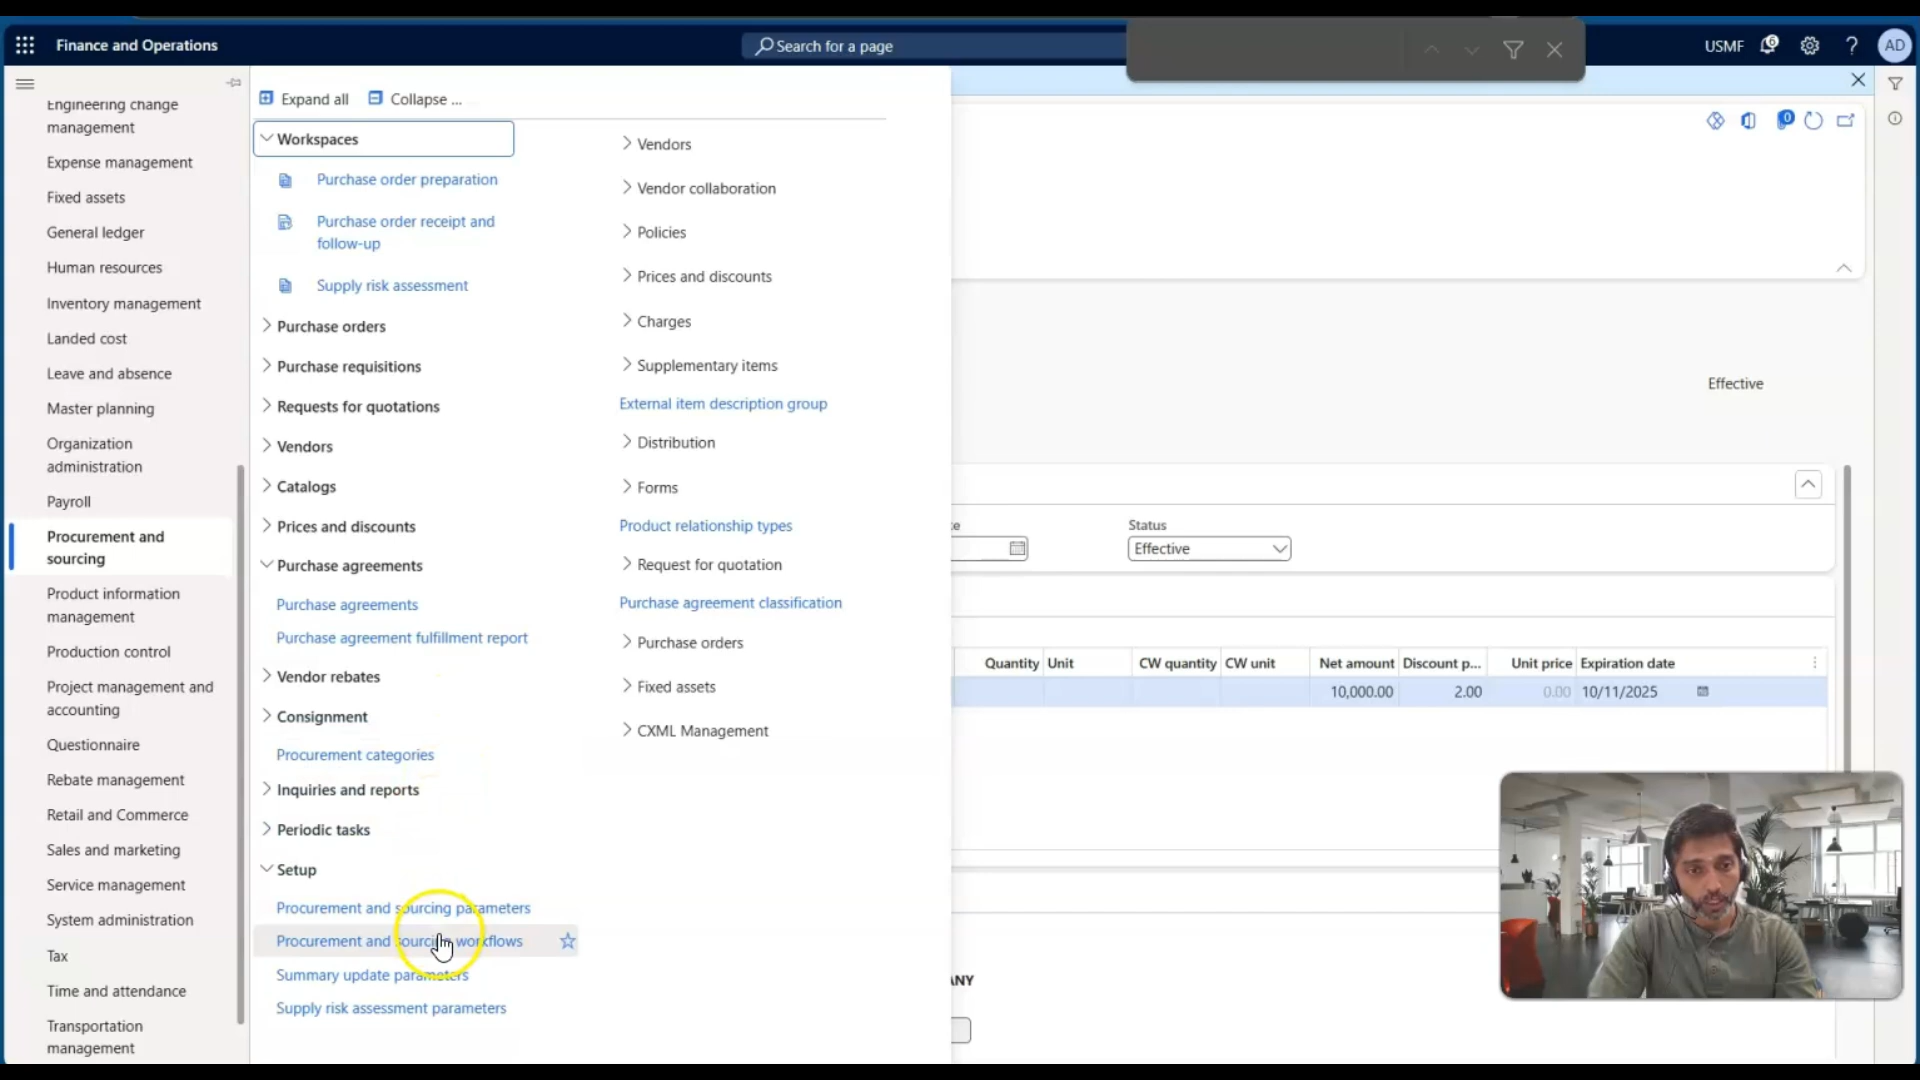 Finance and Operations
Search for a page
USMF
6
?
AD
Engineering change
management
Expense management
Fixed assets
General ledger
Human resources
Inventory management
Landed cost
Leave and absence
Master planning
Organization
administration
Payroll
Procurement and
sourcing
Product information
management
Production control
Project management and
accounting
Questionnaire
Rebate management
Retail and Commerce
Sales and marketing
Service management
System administration
Tax
Time and attendance
Transportation
management
Expand all
Collapse ...
Workspaces
Purchase order preparation
Purchase order receipt and
follow-up
Supply risk assessment
Purchase orders
Purchase requisitions
Requests for quotations
Vendors
Catalogs
Prices and discounts
Purchase agreements
Purchase agreements
Purchase agreement fulfillment report
Vendor rebates
Consignment
Procurement categories
Inquiries and reports
Periodic tasks
Setup
Procurement and sourcing parameters
Procurement and sourcing workflows
Summary update parameters
Supply risk assessment parameters
Vendors
Vendor collaboration
Policies
Prices and discounts
Charges
Supplementary items
External item description group
Distribution
Forms
Product relationship types
Request for quotation
Purchase agreement classification
Purchase orders
Fixed assets
CXML Management
0
Effective
Status
Effective
Quantity Unit CW quantity CW unit Net amount Discount p... Unit price Expiration date
10,000.00 2.00 0.00 10/11/2025
ANY